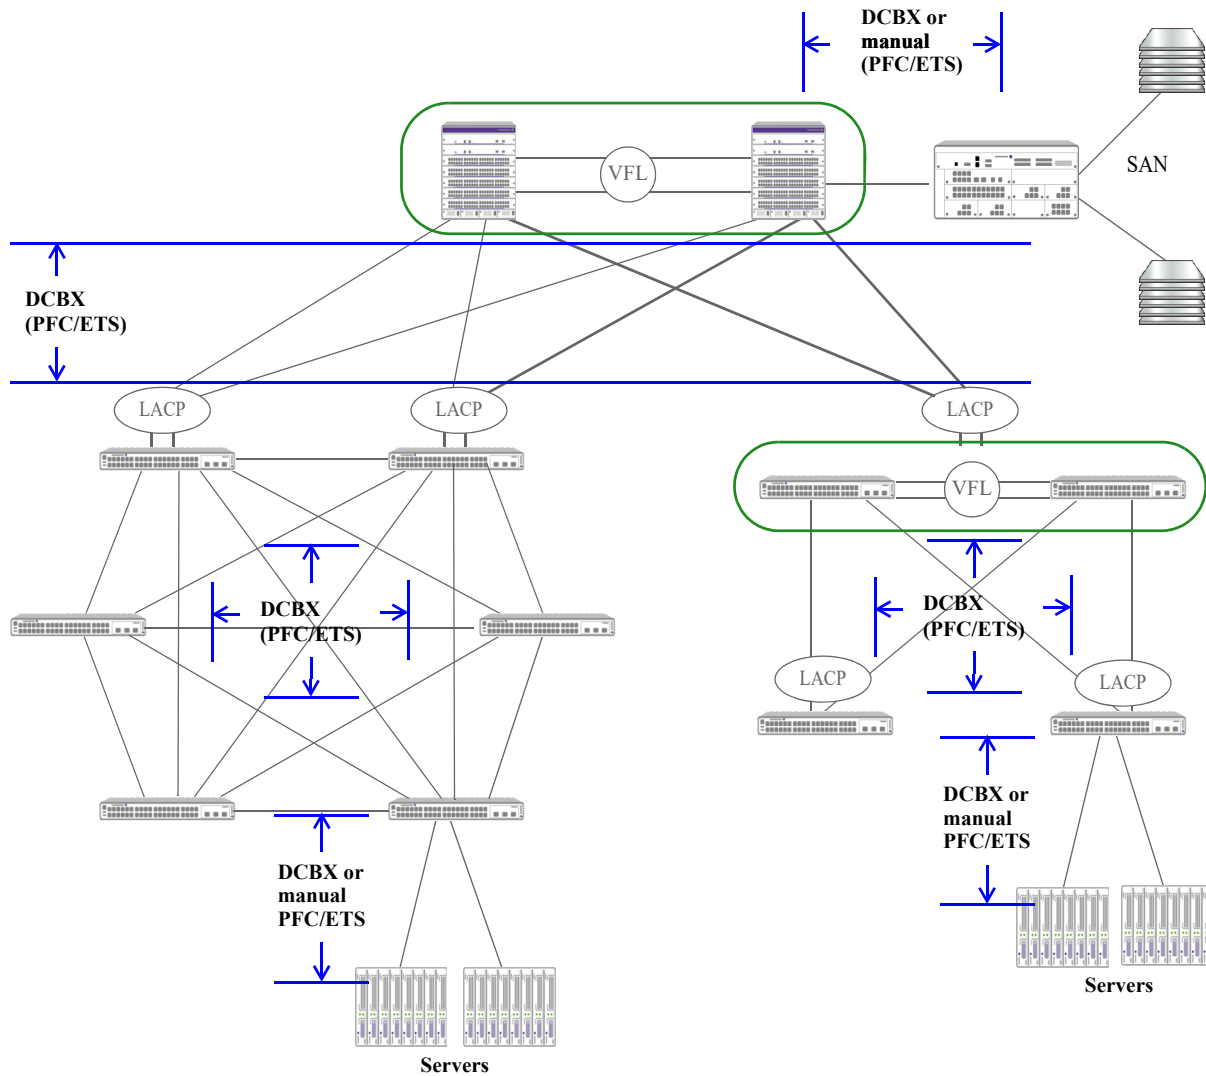 DCBX or
manual
(PFC/ETS)
VFL
SAN
DCBX
(PFC/ETS)
LACP
LACP
LACP
VFL
DCBX
(PFC/ETS)
DCBX
(PFC/ETS)
LACP
LACP
DCBX or
manual
PFC/ETS
DCBX or
manual
PFC/ETS
Servers
Servers